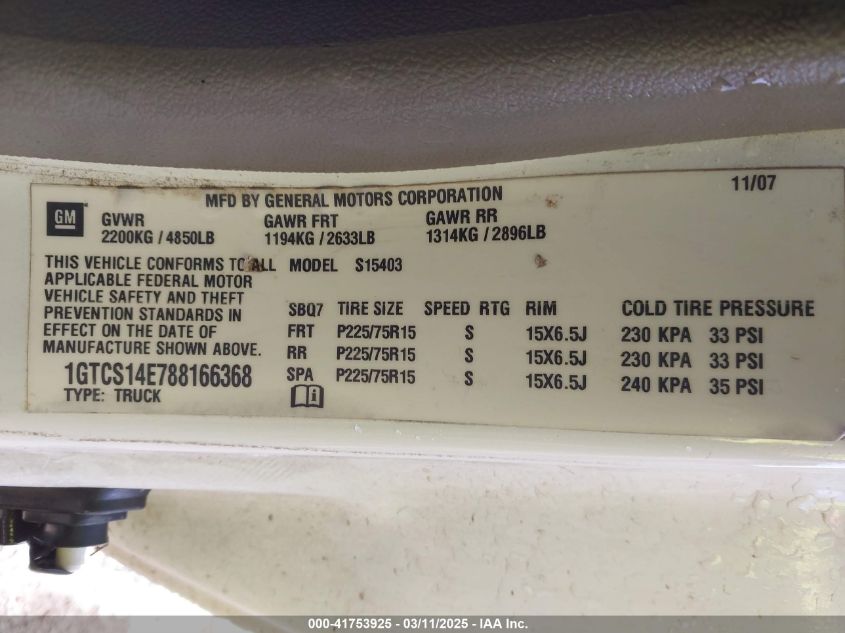 11/07
MFD BY GENERAL MOTORS CORPORATION
GM
GVWR GAWR FRT GAWR RR
2200KG / 4850LB 1194KG / 2633LB 1314KG / 2896LB
THIS VEHICLE CONFORMS TO ALL
APPLICABLE FEDERAL MOTOR
VEHICLE SAFETY AND THEFT
PREVENTION STANDARDS IN
EFFECT ON THE DATE OF
MANUFACTURE SHOWN ABOVE.
1GTCS14E788166368
TYPE: TRUCK
MODEL S15403
SBQ7 TIRE SIZE SPEED RTG RIM COLD TIRE PRESSURE
FRT P225/75R15 S 15X6.5J 230 KPA 33 PSI
RR P225/75R15 S 15X6.5J 230 KPA 33 PSI
SPA P225/75R15 S 15X6.5J 240 KPA 35 PSI
000-41753925 - 03/11/2025 - IAA Inc.